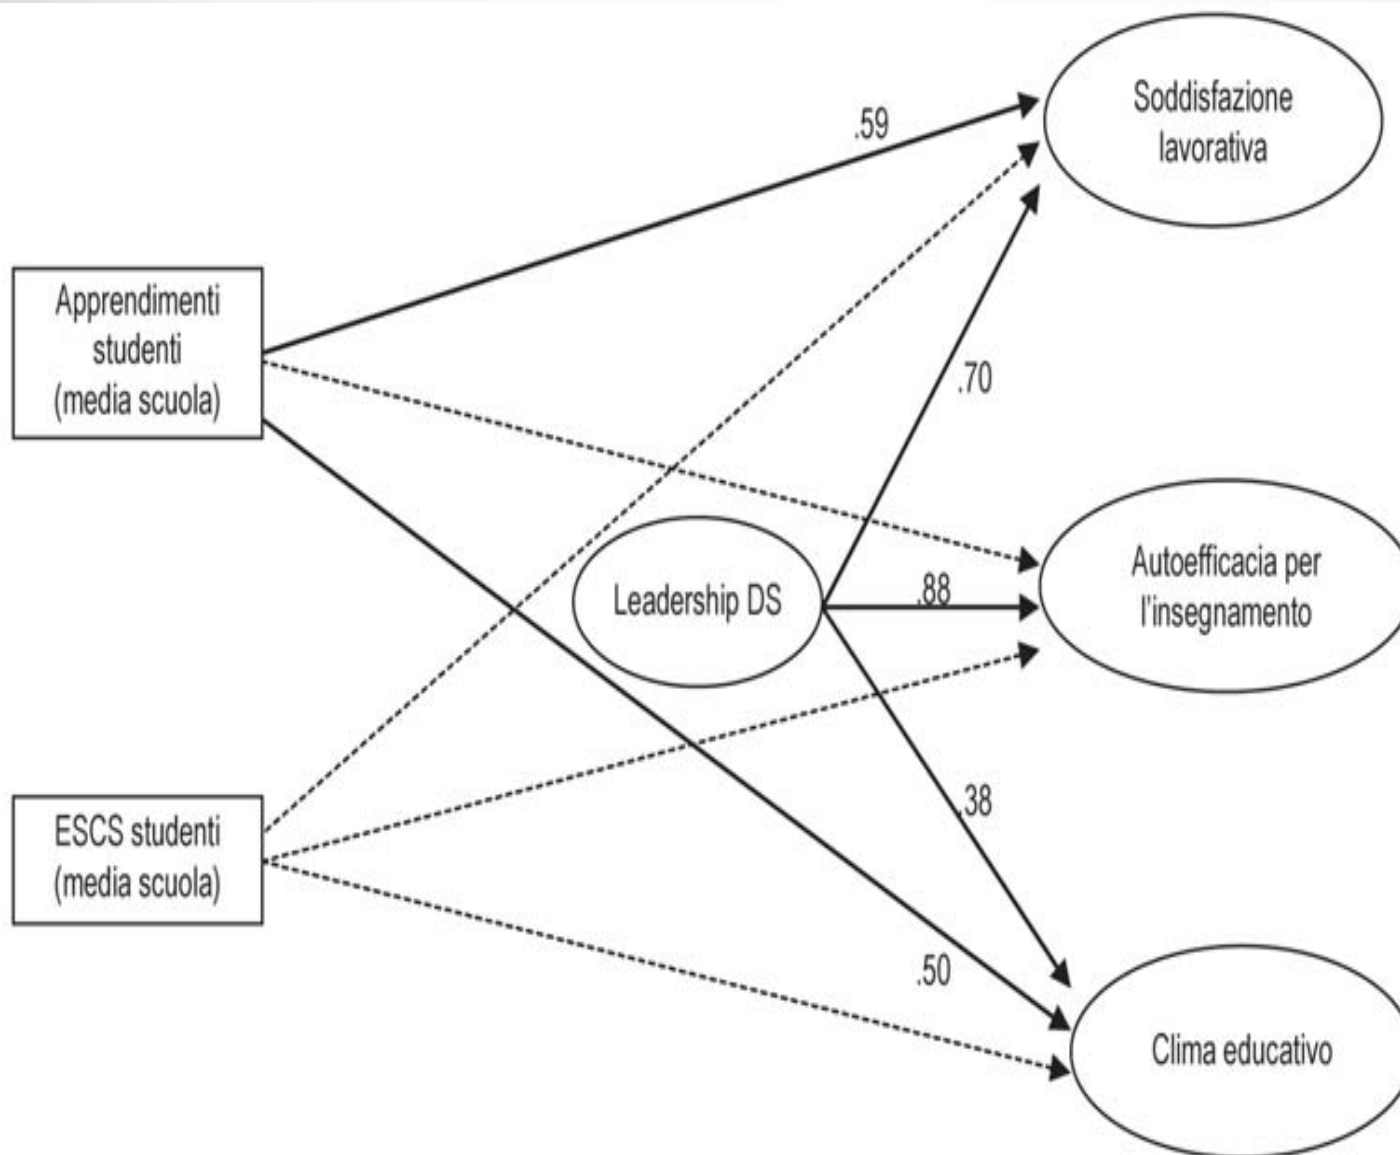 Soddisfazione
lavorativa
.59
Apprendimenti
studenti
(media scuola)
.70
Autoefficacia per
l'insegnamento
Leadership DS
.88
.38
ESCS studenti
(media scuola)
.50
Clima educativo